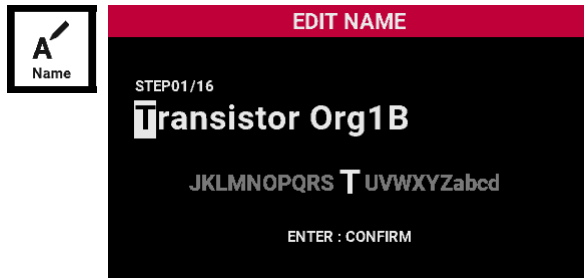 A
Name
EDIT NAME
STEP01/16
Transistor Org1B
JKLMNOPQRS T UVWXYZabcd
ENTER : CONFIRM